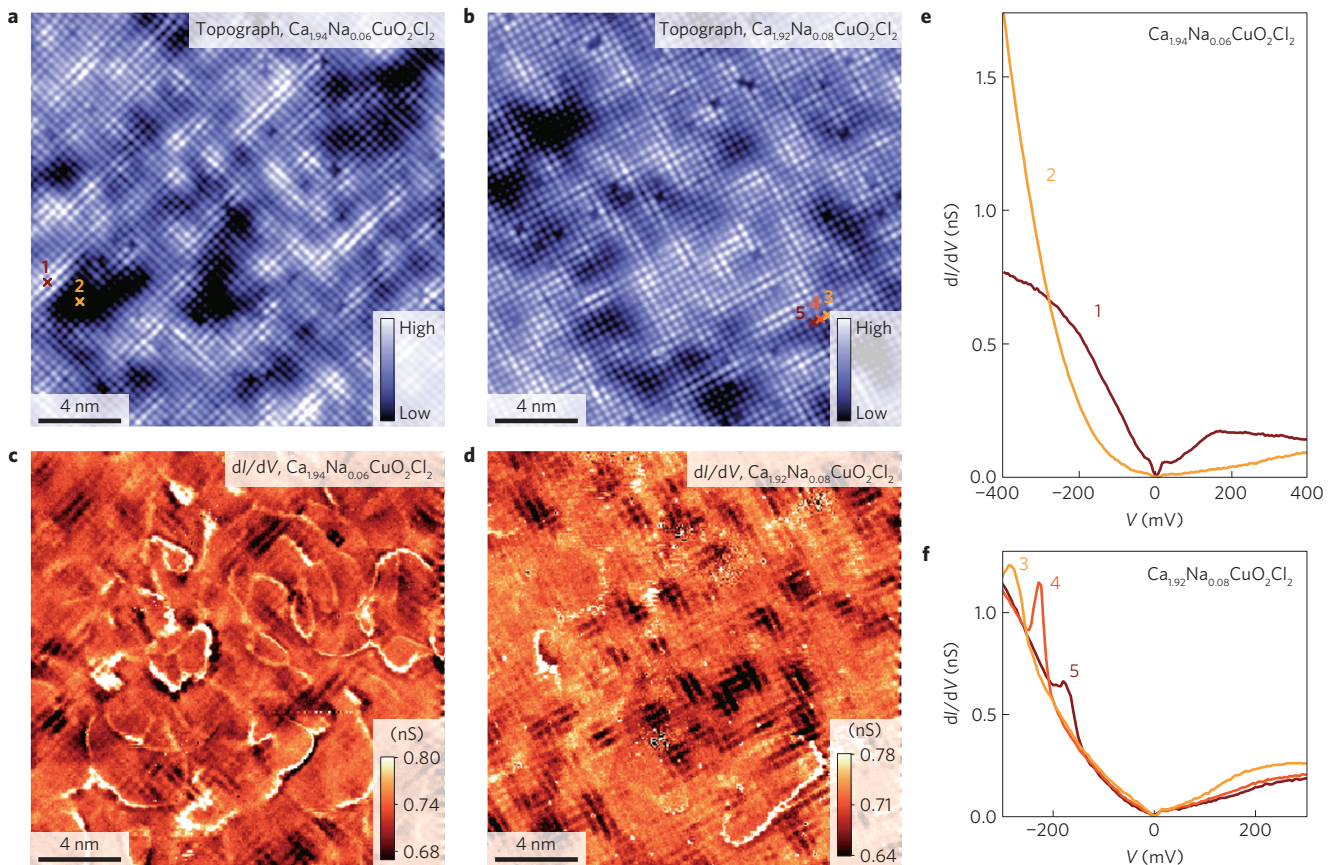 a
Topograph, Ca₁.₉₄Na₀.₀₆CuO₂Cl₂
1
2
High
Low
4 nm
b
Topograph, Ca₁.₉₂Na₀.₀₈CuO₂Cl₂
3
4
5
High
Low
4 nm
c
dI/dV, Ca₁.₉₄Na₀.₀₆CuO₂Cl₂
(nS)
0.80
0.74
0.68
4 nm
d
dI/dV, Ca₁.₉₂Na₀.₀₈CuO₂Cl₂
(nS)
0.78
0.71
0.64
4 nm
e
Ca₁.₉₄Na₀.₀₆CuO₂Cl₂
1.5
1.0
0.5
0.0
dI/dV (nS)
2
1
−400
−200
0
200
400
V (mV)
f
Ca₁.₉₂Na₀.₀₈CuO₂Cl₂
1.0
0.5
0.0
dI/dV (nS)
3
4
5
−200
0
200
V (mV)